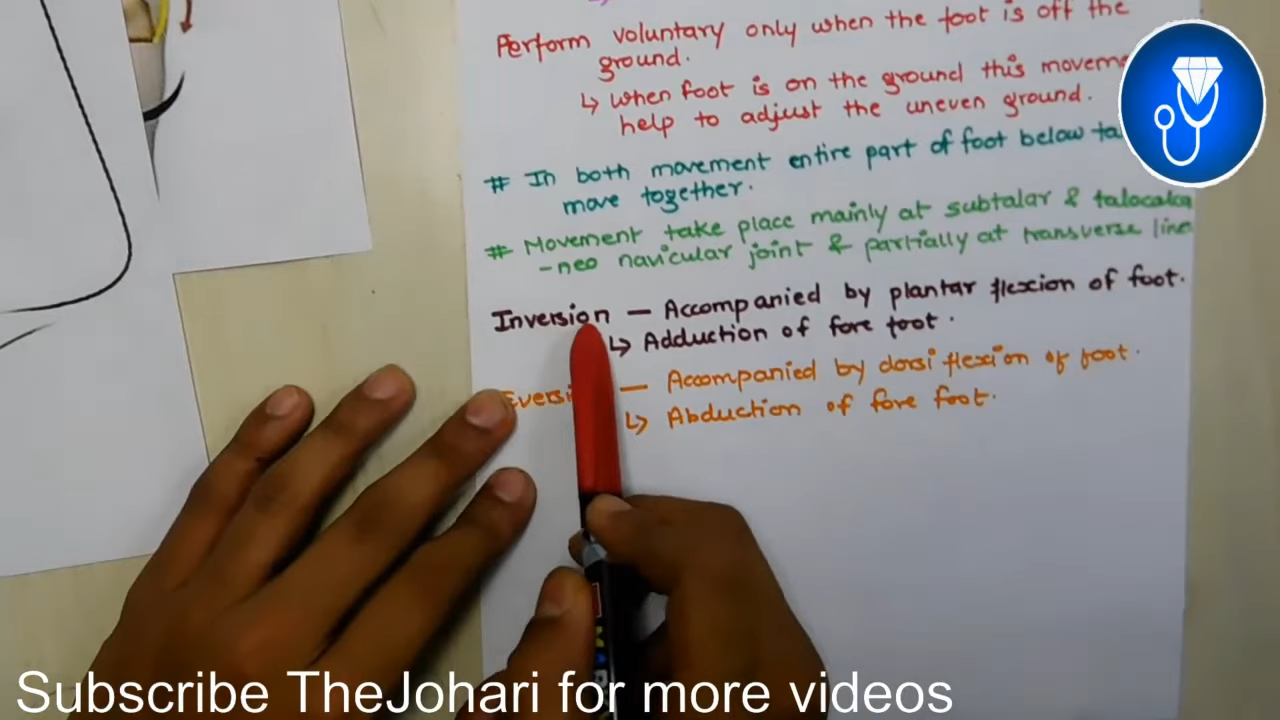 Perform voluntary only when the foot is off the
ground.
↳ When foot is on the ground this
help to adjust the uneven ground.
# In both movement entire part of foot below
move together.
# Movement take place mainly at subtalar &
-neo navicular joint & partially at transverse
Inversion — Accompanied by plantar flexion of foot.
↳ Adduction of fore foot.
— Accompanied by dorsi flexion of foot.
↳ Abduction of fore foot.
Subscribe TheJohari for more videos